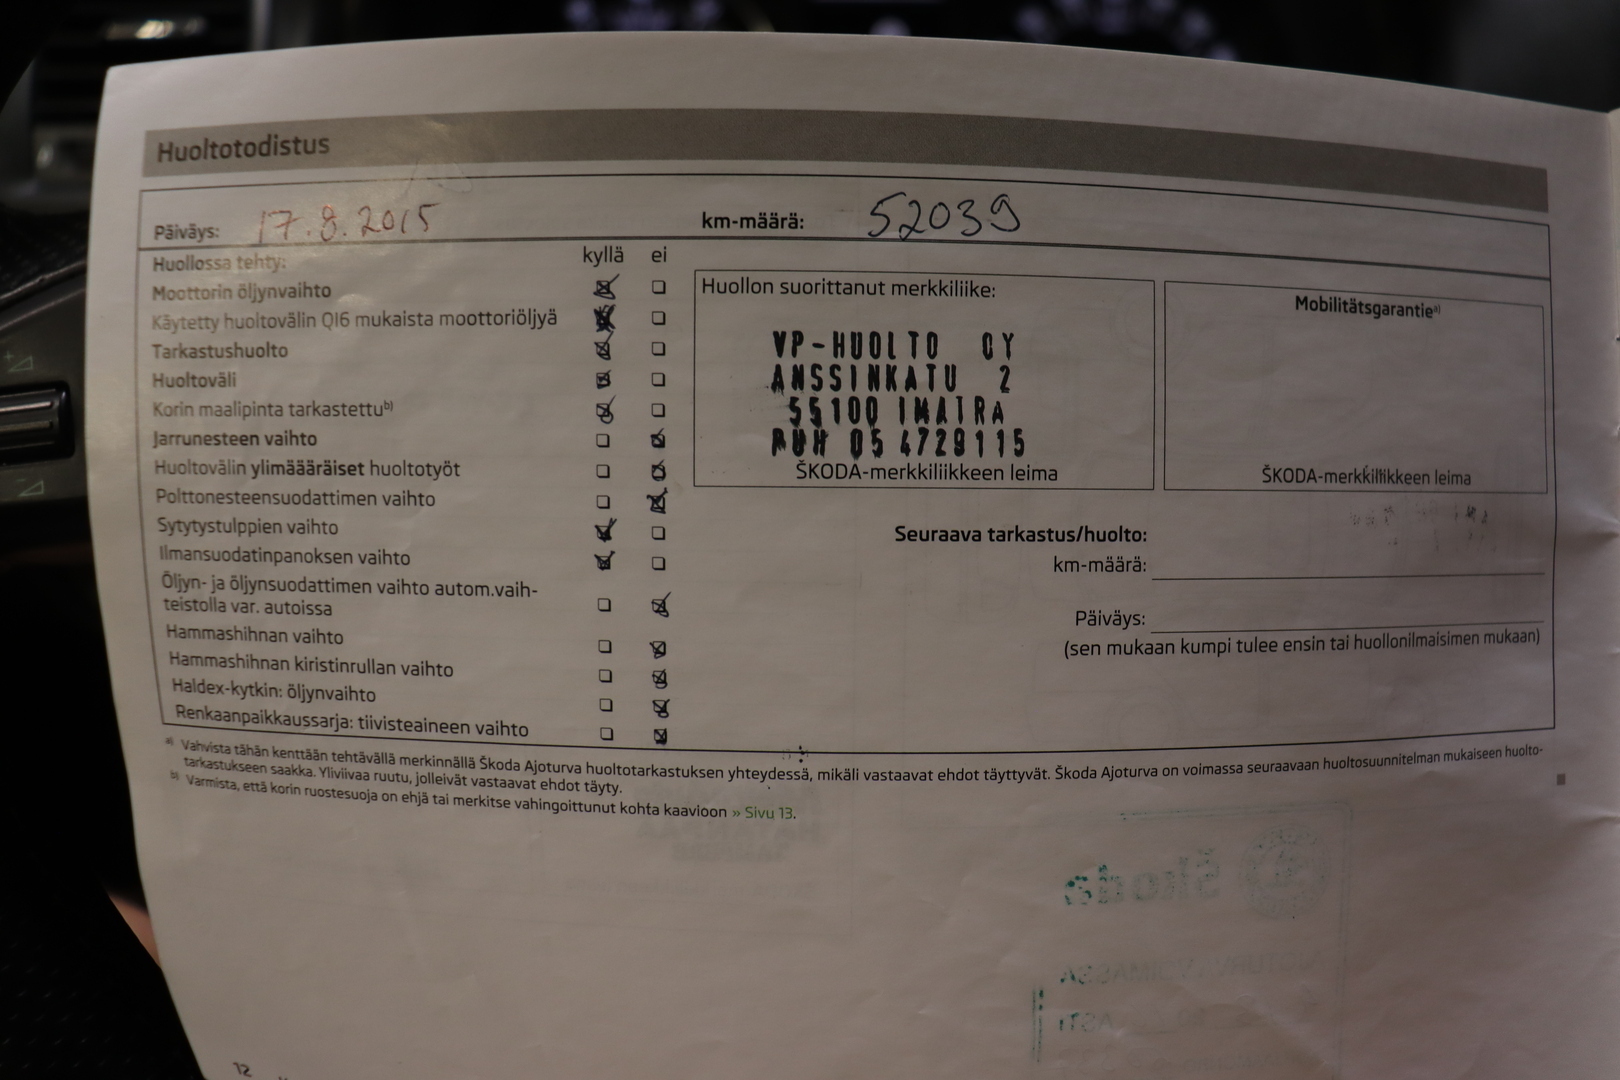 Huoltotodistus
Päiväys: 17.8.2015 km-määrä: 52039
Huollossa tehty: kyllä ei
Moottorin öljynvaihto
Käytetty huoltovälin QI6 mukaista moottoriöljyä
Tarkastushuolto
Huoltoväli
Korin maalipinta tarkastettu b)
Jarrunesteen vaihto
Huoltovälin ylimäääräiset huoltotyöt
Polttonesteensuodattimen vaihto
Sytytystulppien vaihto
Ilmansuodatinpanoksen vaihto
Öljyn- ja öljynsuodattimen vaihto autom.vaih-
teistolla var. autoissa
Hammashihnan vaihto
Hammashihnan kiristinrullan vaihto
Haldex-kytkin: öljynvaihto
Renkaanpaikkaussarja: tiivisteaineen vaihto
Huollon suorittanut merkkiliike:
VP-HUOLTO OY
ANSSINKATU 2
55100 IMATRA
PUH 05 4729115
ŠKODA-merkkiliikkeen leima
Mobilitätsgarantie a)
ŠKODA-merkkiliikkeen leima
Seuraava tarkastus/huolto:
km-määrä:
Päiväys:
(sen mukaan kumpi tulee ensin tai huollonilmaisimen mukaan)
a) Vahvista tähän kenttään tehtävällä merkinnällä Škoda Ajoturva huoltotarkastuksen yhteydessä, mikäli vastaavat ehdot täyttyvät. Škoda Ajoturva on voimassa seuraavaan huoltosuunnitelman mukaiseen huolto-
tarkastukseen saakka. Yliviivaa ruutu, jolleivät vastaavat ehdot täyty.
b) Varmista, että korin ruostesuoja on ehjä tai merkitse vahingoittunut kohta kaavioon » Sivu 13.
Škoda
12